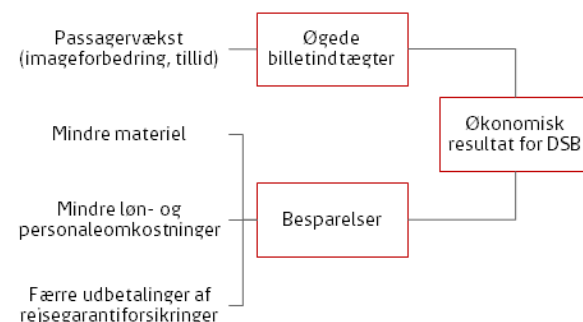 Passagervækst
(imageforbedring, tillid)
Øgede
billetindtægter
Økonomisk
resultat for DSB
Mindre materiel
Mindre løn- og
personaleomkostninger
Besparelser
Færre udbetalinger af
rejsegarantiforsikringer